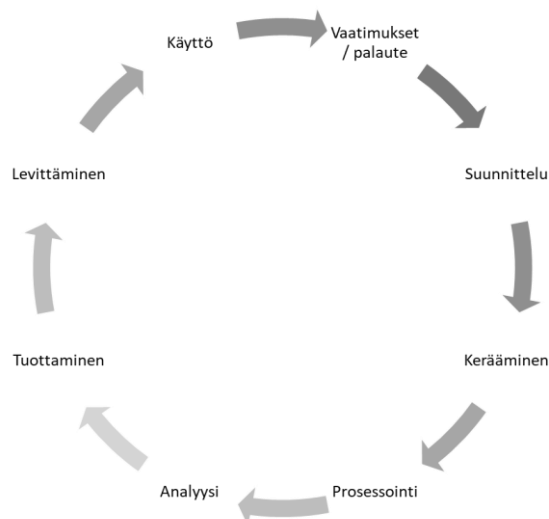 Käyttö
Vaatimukset
/ palaute
Suunnittelu
Kerääminen
Prosessointi
Analyysi
Tuottaminen
Levittäminen